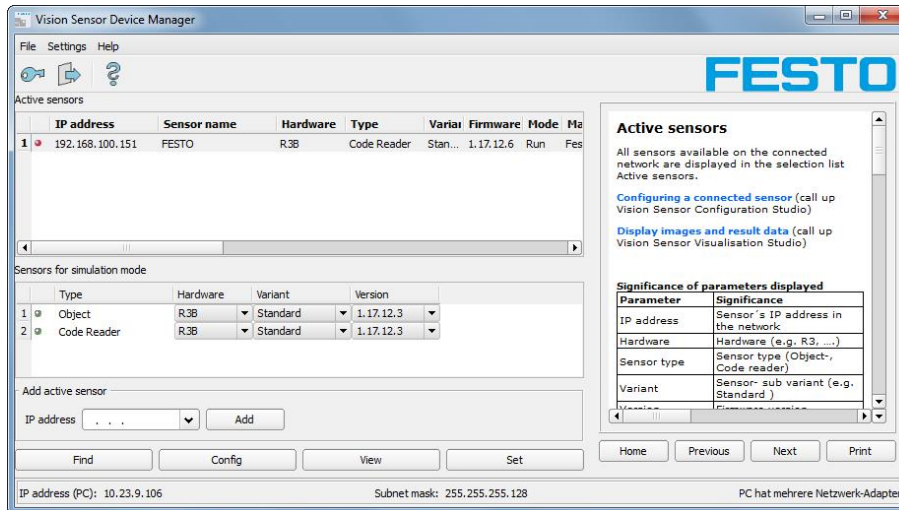 Vision Sensor Device Manager
File Settings Help
FESTO
Active sensors
IP address Sensor name Hardware Type Variar Firmware Mode Ma
1 192.168.100.151 FESTO R3B Code Reader Stan... 1.17.12.6 Run Fes
Sensors for simulation mode
Type Hardware Variant Version
1 Object R3B Standard 1.17.12.3
2 Code Reader R3B Standard 1.17.12.3
Add active sensor
IP address . . . Add
Find Config View Set
Active sensors
All sensors available on the connected
network are displayed in the selection list
Active sensors.
Configuring a connected sensor (call up
Vision Sensor Configuration Studio)
Display images and result data (call up
Vision Sensor Visualisation Studio)
Significance of parameters displayed
Parameter Significance
IP address Sensor´s IP address in
the network
Hardware Hardware (e.g. R3, ....)
Sensor type Sensor type (Object-,
Code reader)
Variant Sensor- sub variant (e.g.
Standard )
Home Previous Next Print
IP address (PC): 10.23.9.106 Subnet mask: 255.255.255.128 PC hat mehrere Netzwerk-Adapter